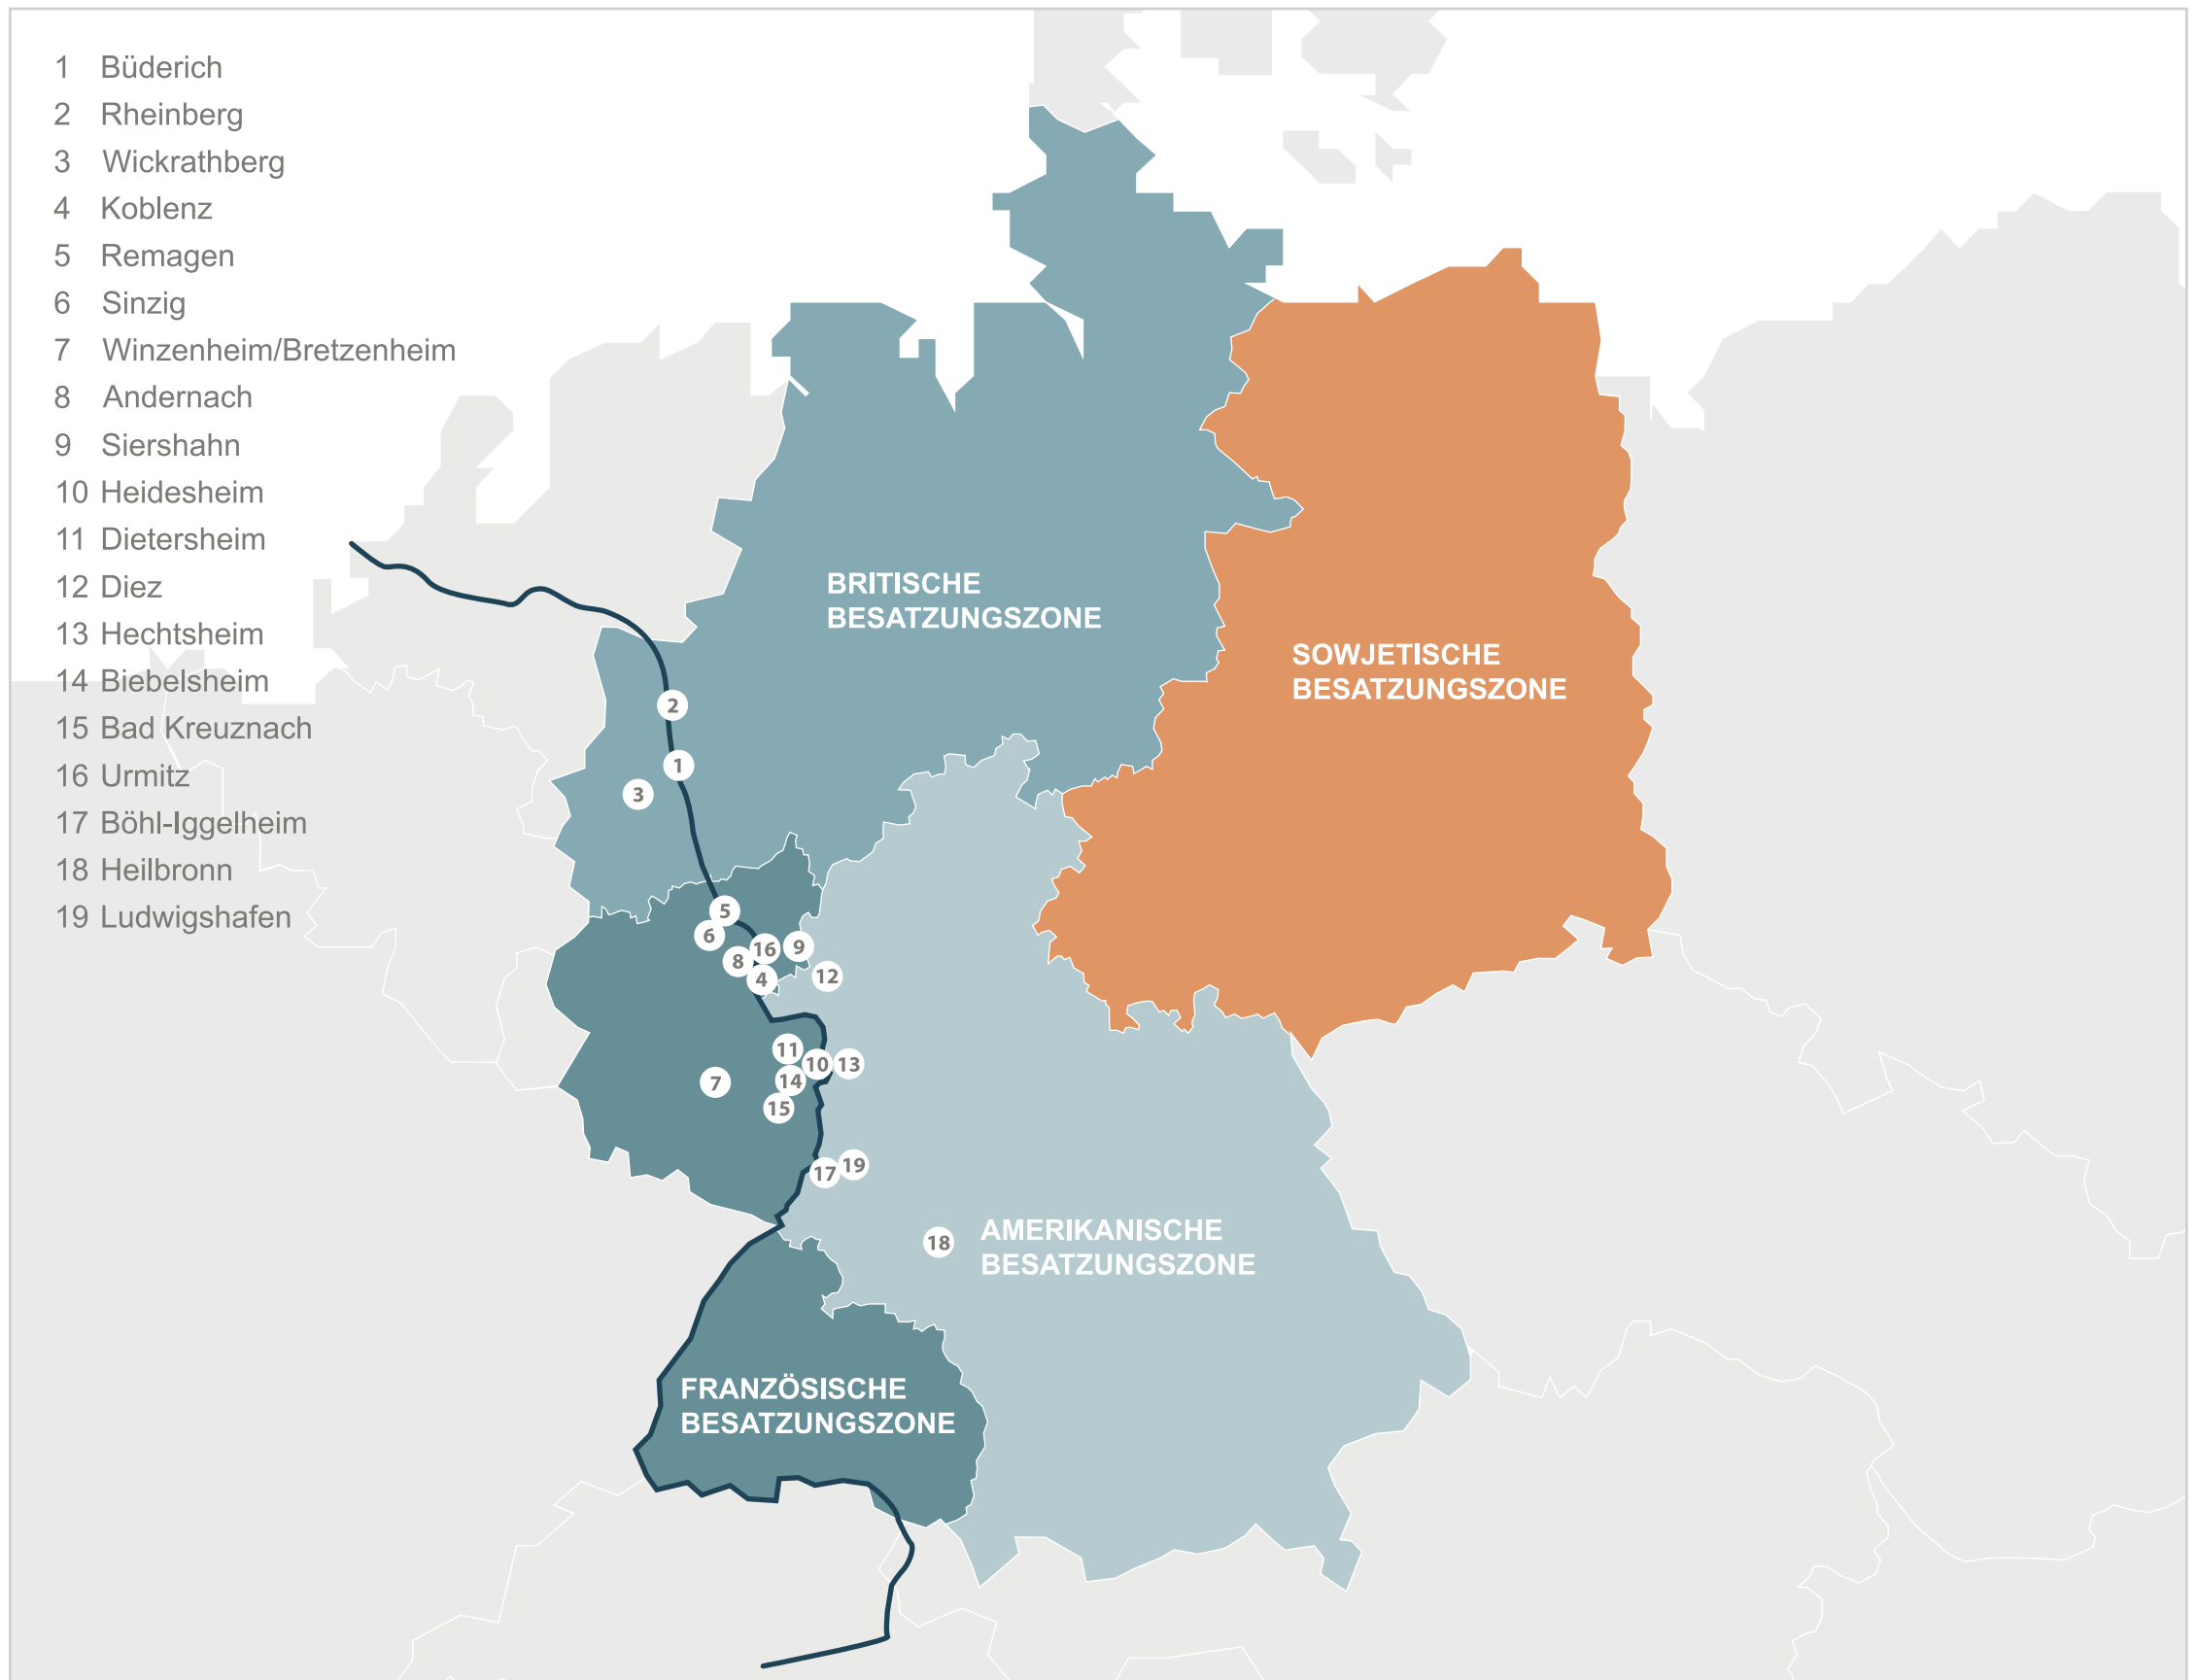 1 Büderich
2 Rheinberg
3 Wickrathberg
4 Koblenz
5 Remagen
6 Sinzig
7 Winzenheim/Bretzenheim
8 Andernach
9 Siershahn
10 Heidesheim
11 Dietersheim
12 Diez
13 Hechtsheim
14 Biebelsheim
15 Bad Kreuznach
16 Urmitz
17 Böhl-Iggelheim
18 Heilbronn
19 Ludwigshafen
BRITISCHE
BESATZUNGSZONE
SOWJETISCHE
BESATZUNGSZONE
2
1
3
5
6
16
9
8
4
12
11
10
13
7
14
15
17
19
18
AMERIKANISCHE
BESATZUNGSZONE
FRANZÖSISCHE
BESATZUNGSZONE